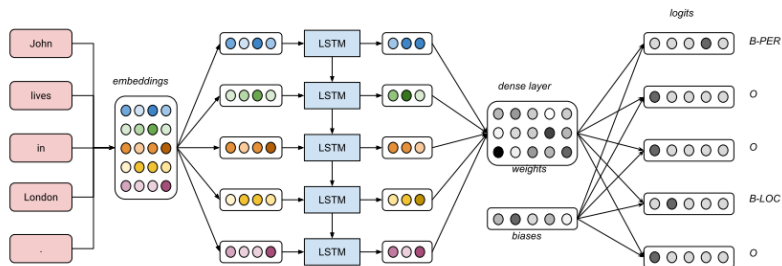 John
lives
in
London
.
embeddings
LSTM
LSTM
LSTM
LSTM
LSTM
dense layer
weights
biases
logits
B-PER
O
O
B-LOC
O